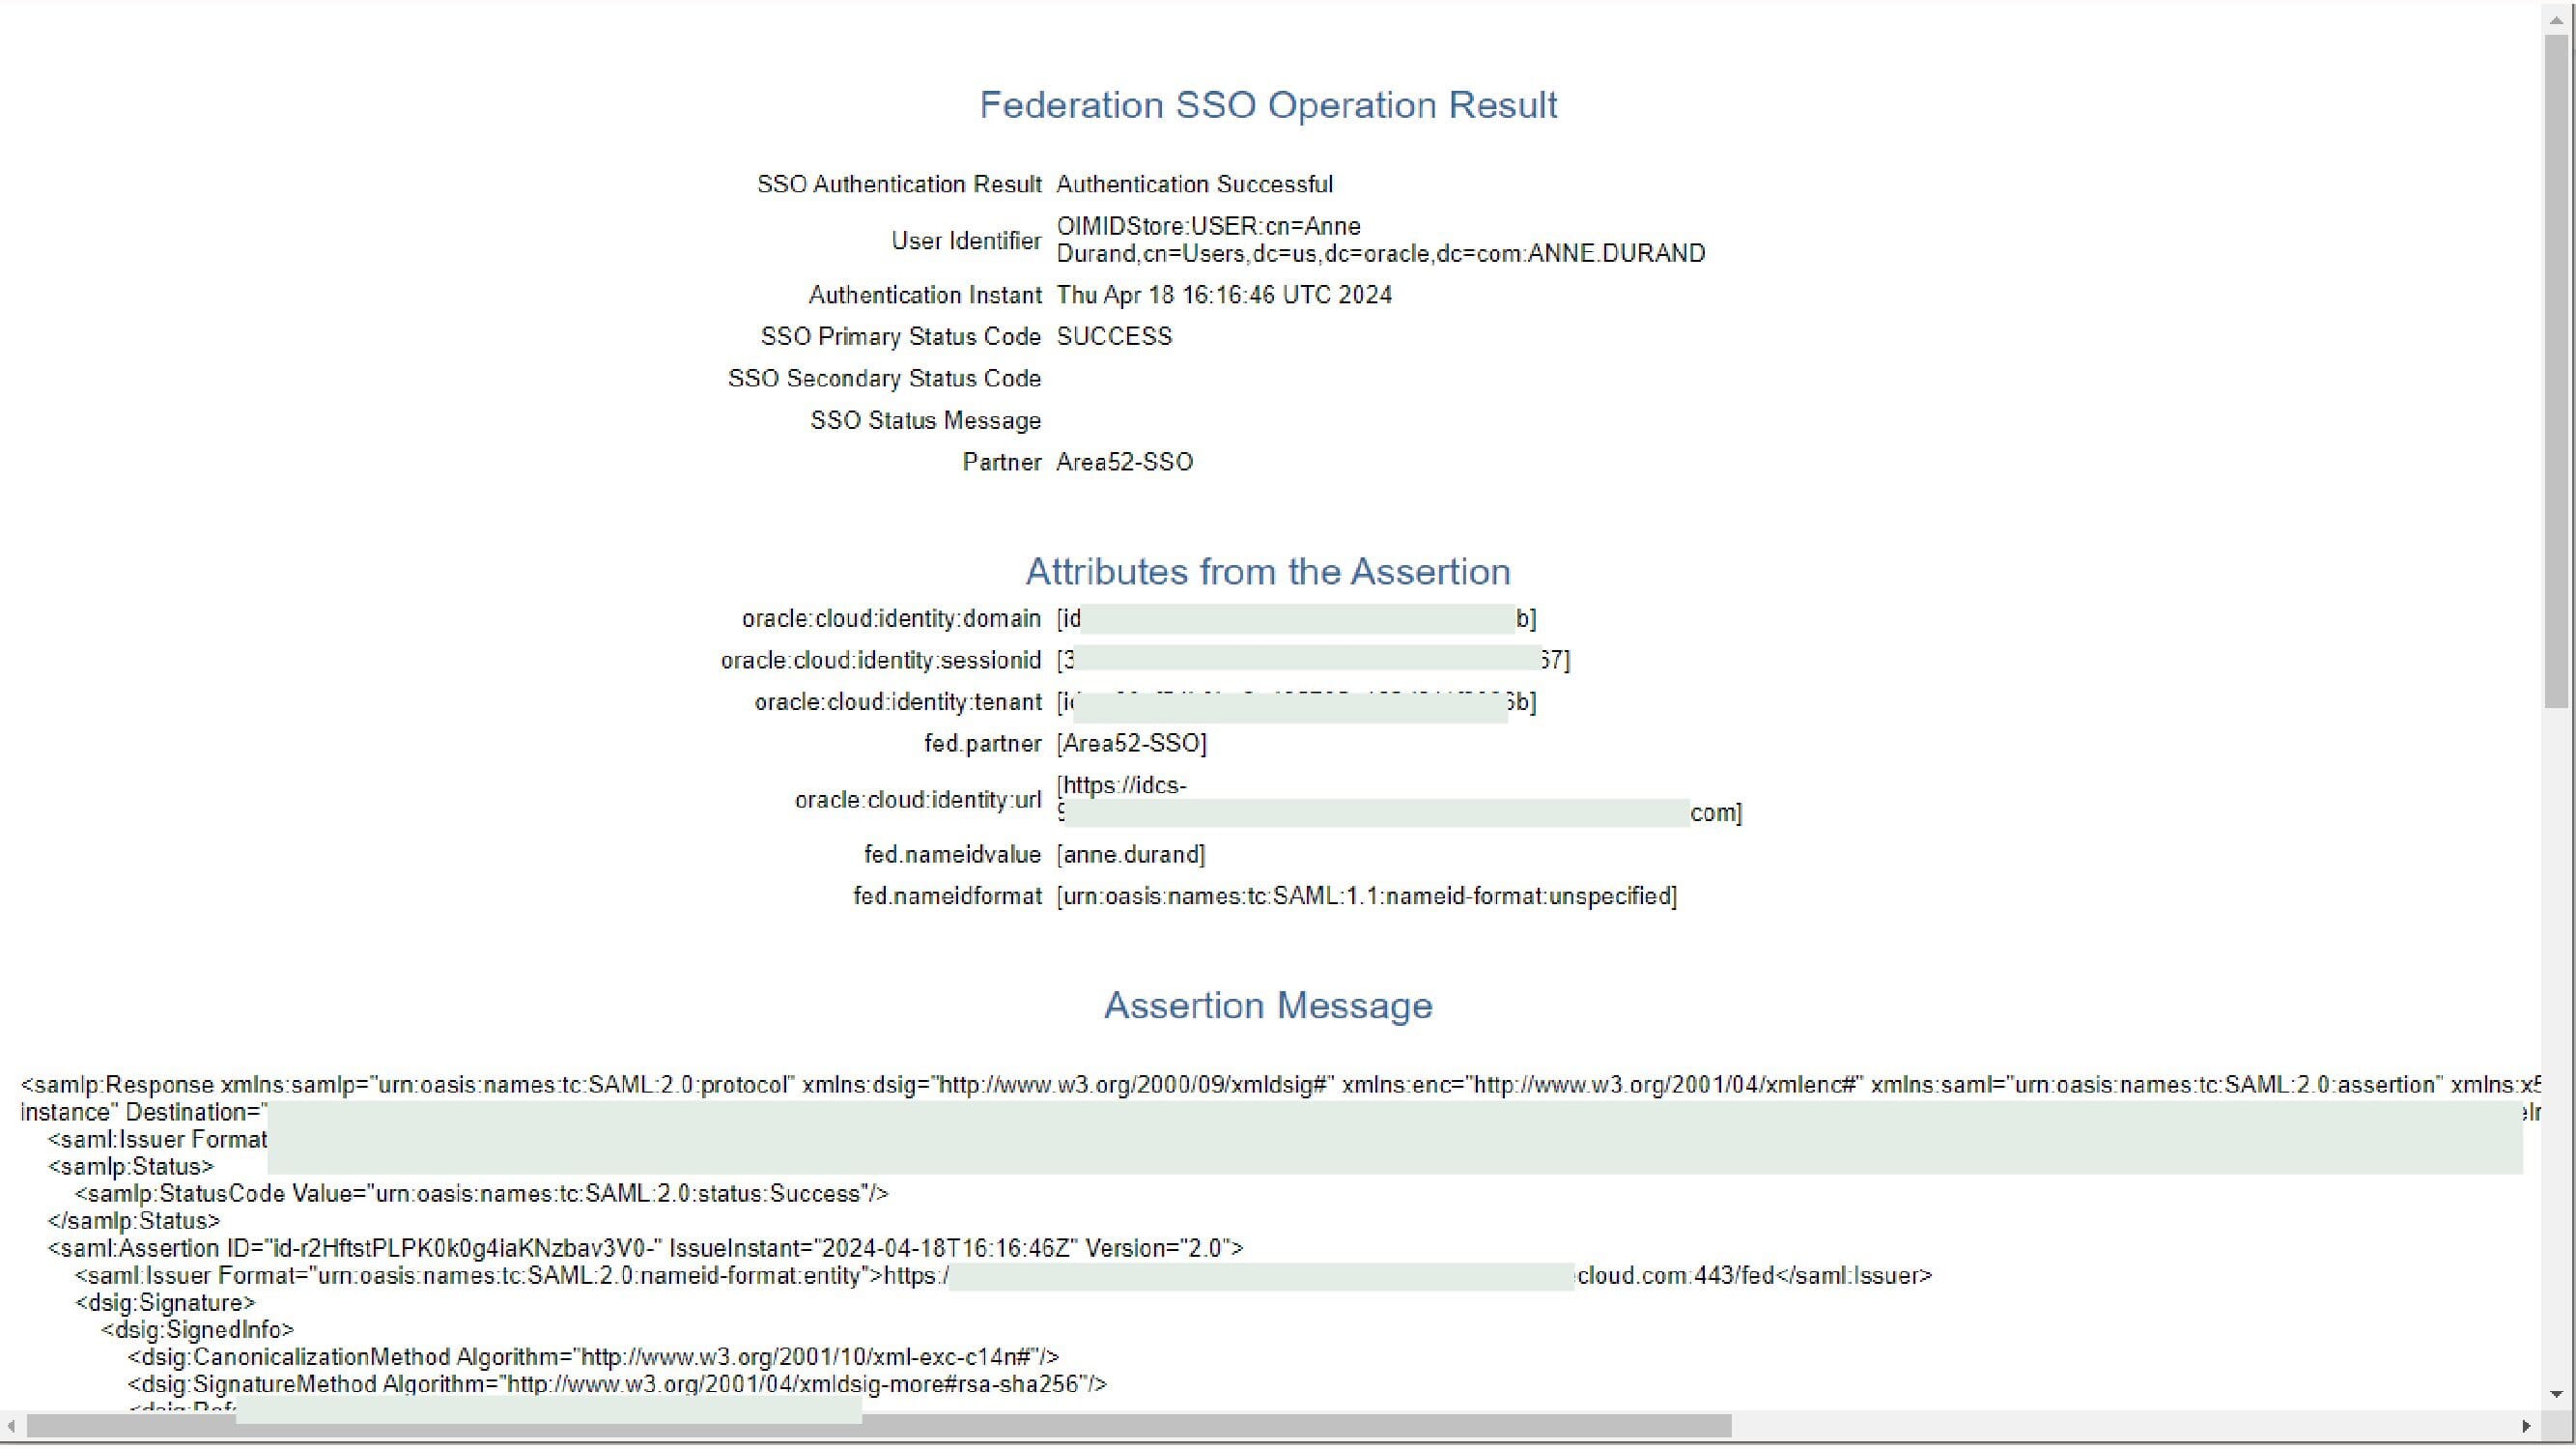 Federation SSO Operation Result
SSO Authentication Result Authentication Successful
User Identifier OIMIDStore:USER:cn=Anne
Durand,cn=Users,dc=us,dc=oracle,dc=com:ANNE.DURAND
Authentication Instant Thu Apr 18 16:16:46 UTC 2024
SSO Primary Status Code SUCCESS
SSO Secondary Status Code
SSO Status Message
Partner Area52-SSO
Attributes from the Assertion
oracle:cloud:identity:domain [id b]
oracle:cloud:identity:sessionid [3 67]
oracle:cloud:identity:tenant [i b]
fed.partner [Area52-SSO]
oracle:cloud:identity:url [https://idcs-
com]
fed.nameidvalue [anne.durand]
fed.nameidformat [urn:oasis:names:tc:SAML:1.1:nameid-format:unspecified]
Assertion Message
<samlp:Response xmlns:samlp="urn:oasis:names:tc:SAML:2.0:protocol" xmlns:dsig="http://www.w3.org/2000/09/xmldsig#" xmlns:enc="http://www.w3.org/2001/04/xmlenc#" xmlns:saml="urn:oasis:names:tc:SAML:2.0:assertion" xmlns:x5
instance" Destination="
<saml:Issuer Format
<samlp:Status>
<samlp:StatusCode Value="urn:oasis:names:tc:SAML:2.0:status:Success"/>
</samlp:Status>
<saml:Assertion ID="id-r2HftstPLPK0k0g4iaKNzbav3V0-" IssueInstant="2024-04-18T16:16:46Z" Version="2.0">
<saml:Issuer Format="urn:oasis:names:tc:SAML:2.0:nameid-format:entity">https:/ cloud.com:443/fed</saml:Issuer>
<dsig:Signature>
<dsig:SignedInfo>
<dsig:CanonicalizationMethod Algorithm="http://www.w3.org/2001/10/xml-exc-c14n#"/>
<dsig:SignatureMethod Algorithm="http://www.w3.org/2001/04/xmldsig-more#rsa-sha256"/>